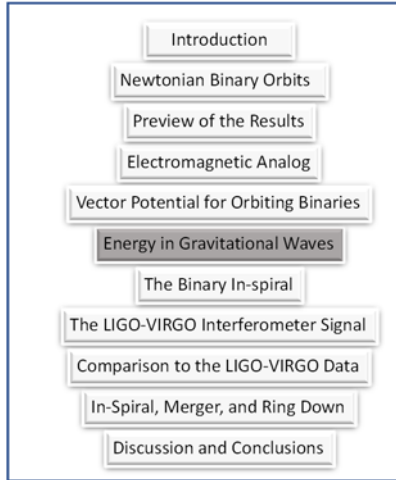 Introduction
Newtonian Binary Orbits
Preview of the Results
Electromagnetic Analog
Vector Potential for Orbiting Binaries
Energy in Gravitational Waves
The Binary In-spiral
The LIGO-VIRGO Interferometer Signal
Comparison to the LIGO-VIRGO Data
In-Spiral, Merger, and Ring Down
Discussion and Conclusions